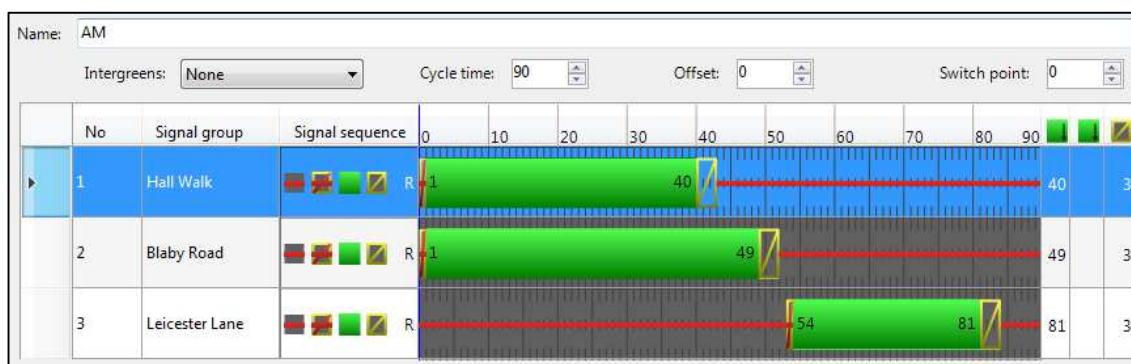 Name: AM
Intergreens: None Cycle time: 90 Offset: 0 Switch point: 0
No Signal group Signal sequence 0 10 20 30 40 50 60 70 80 90
1 Hall Walk R 1 40 40 3
2 Blaby Road R 1 49 49 3
3 Leicester Lane R 54 81 81 3